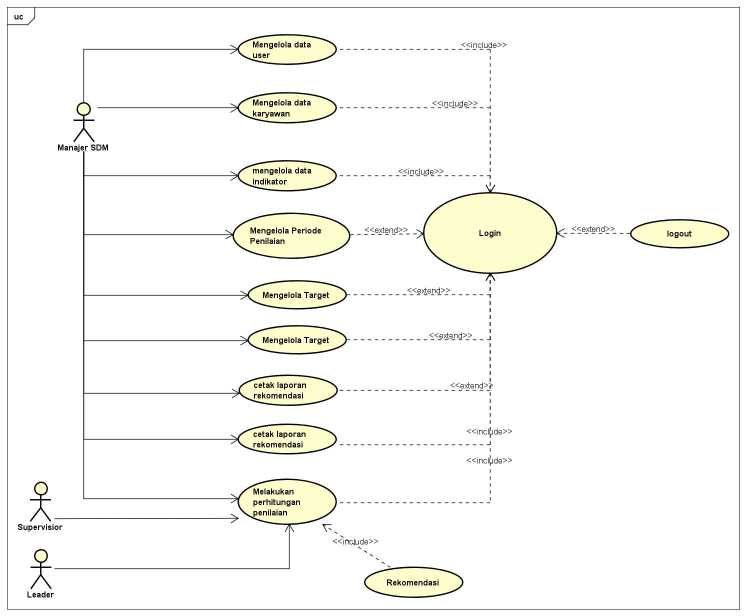 uc
Mengelola data
user
<<include>>
Mengelola data
karyawan
<<include>>
Manajer SDM
mengelola data
indikator
<<include>>
Mengelola Periode
Penilaian
<<extend>>
Login
<<extend>>
logout
Mengelola Target
<<extend>>
Mengelola Target
<<extend>>
cetak laporan
rekomendasi
<<extend>>
cetak laporan
rekomendasi
<<include>>
<<include>>
Melakukan
perhitungan
penilaian
Supervisior
<<include>>
Rekomendasi
Leader